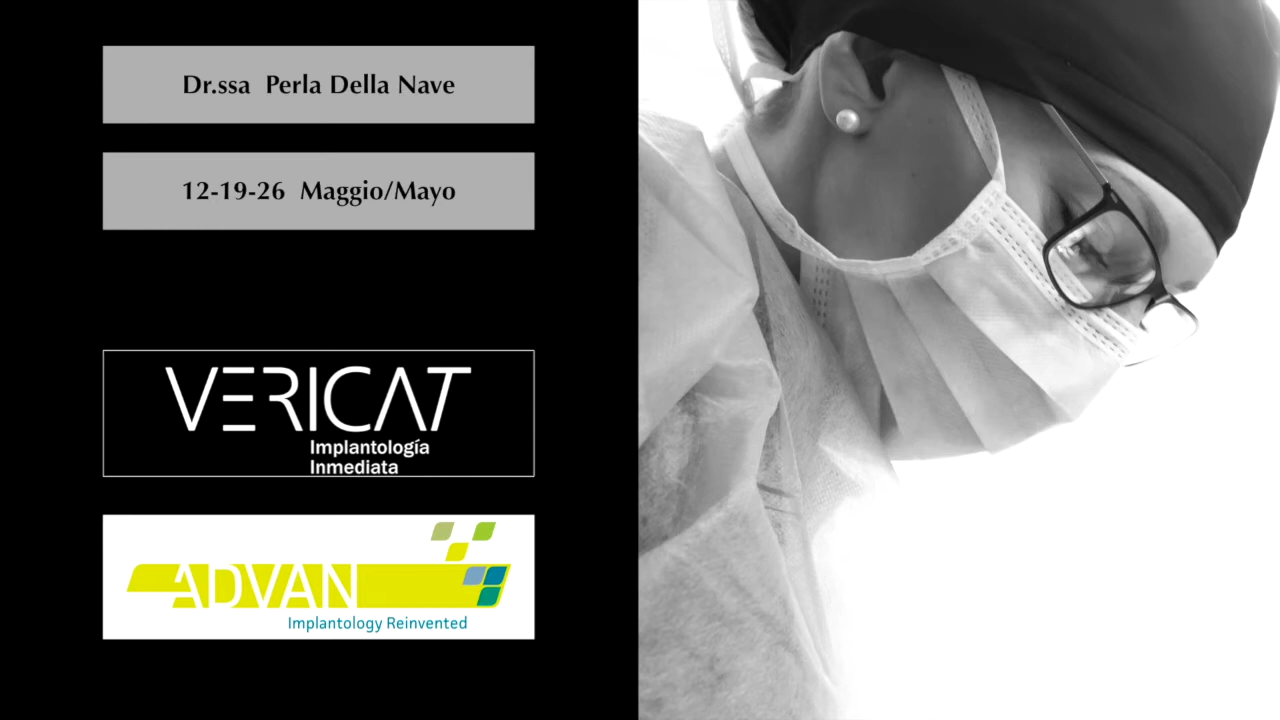 Dr.ssa Perla Della Nave
12-19-26 Maggio/Mayo
VERICAT
Implantología
Inmediata
ADVAN
Implantology Reinvented